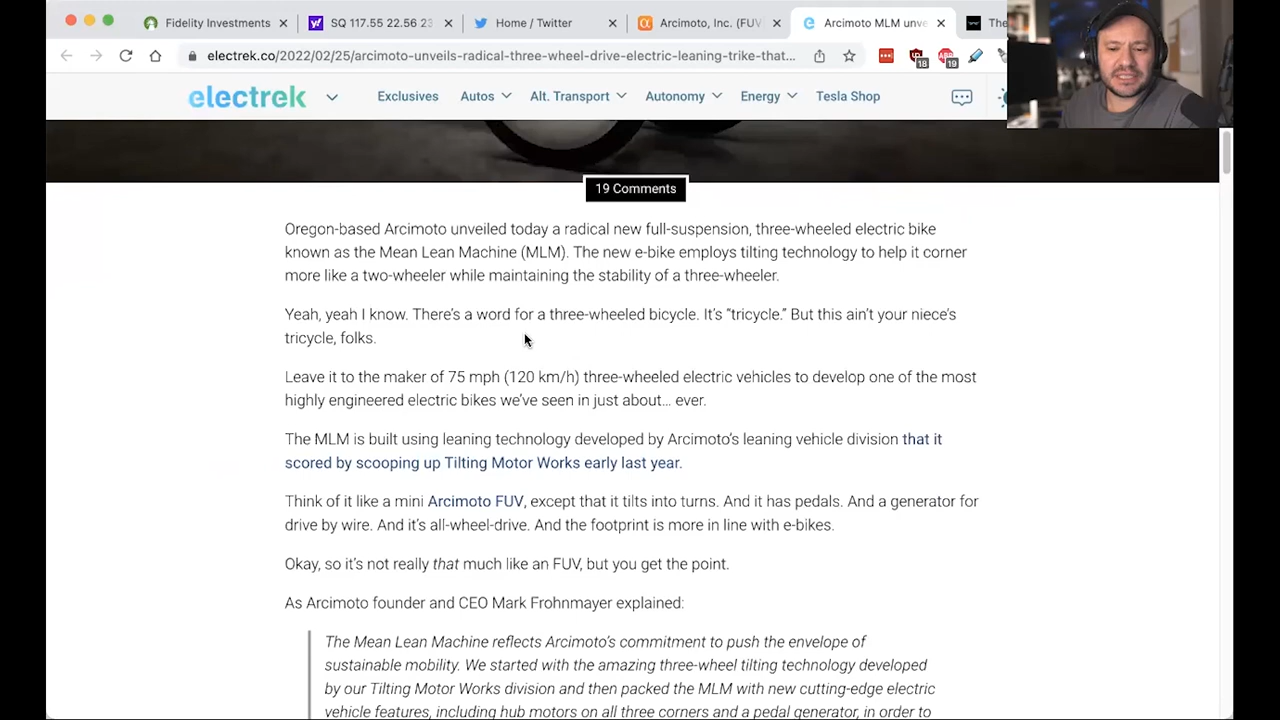 Fidelity Investments
SQ 117.55 22.56 23
Home / Twitter
Arcimoto, Inc. (FUV
Arcimoto MLM unve
The
electrek.co/2022/02/25/arcimoto-unveils-radical-three-wheel-drive-electric-leaning-trike-that...
18
19
electrek
Exclusives
Autos
Alt. Transport
Autonomy
Energy
Tesla Shop
19 Comments
Oregon-based Arcimoto unveiled today a radical new full-suspension, three-wheeled electric bike
known as the Mean Lean Machine (MLM). The new e-bike employs tilting technology to help it corner
more like a two-wheeler while maintaining the stability of a three-wheeler.
Yeah, yeah I know. There's a word for a three-wheeled bicycle. It's “tricycle.” But this ain't your niece's
tricycle, folks.
Leave it to the maker of 75 mph (120 km/h) three-wheeled electric vehicles to develop one of the most
highly engineered electric bikes we've seen in just about… ever.
The MLM is built using leaning technology developed by Arcimoto's leaning vehicle division that it
scored by scooping up Tilting Motor Works early last year.
Think of it like a mini Arcimoto FUV, except that it tilts into turns. And it has pedals. And a generator for
drive by wire. And it's all-wheel-drive. And the footprint is more in line with e-bikes.
Okay, so it's not really that much like an FUV, but you get the point.
As Arcimoto founder and CEO Mark Frohnmayer explained:
The Mean Lean Machine reflects Arcimoto's commitment to push the envelope of
sustainable mobility. We started with the amazing three-wheel tilting technology developed
by our Tilting Motor Works division and then packed the MLM with new cutting-edge electric
vehicle features, including hub motors on all three corners and a pedal generator, in order to